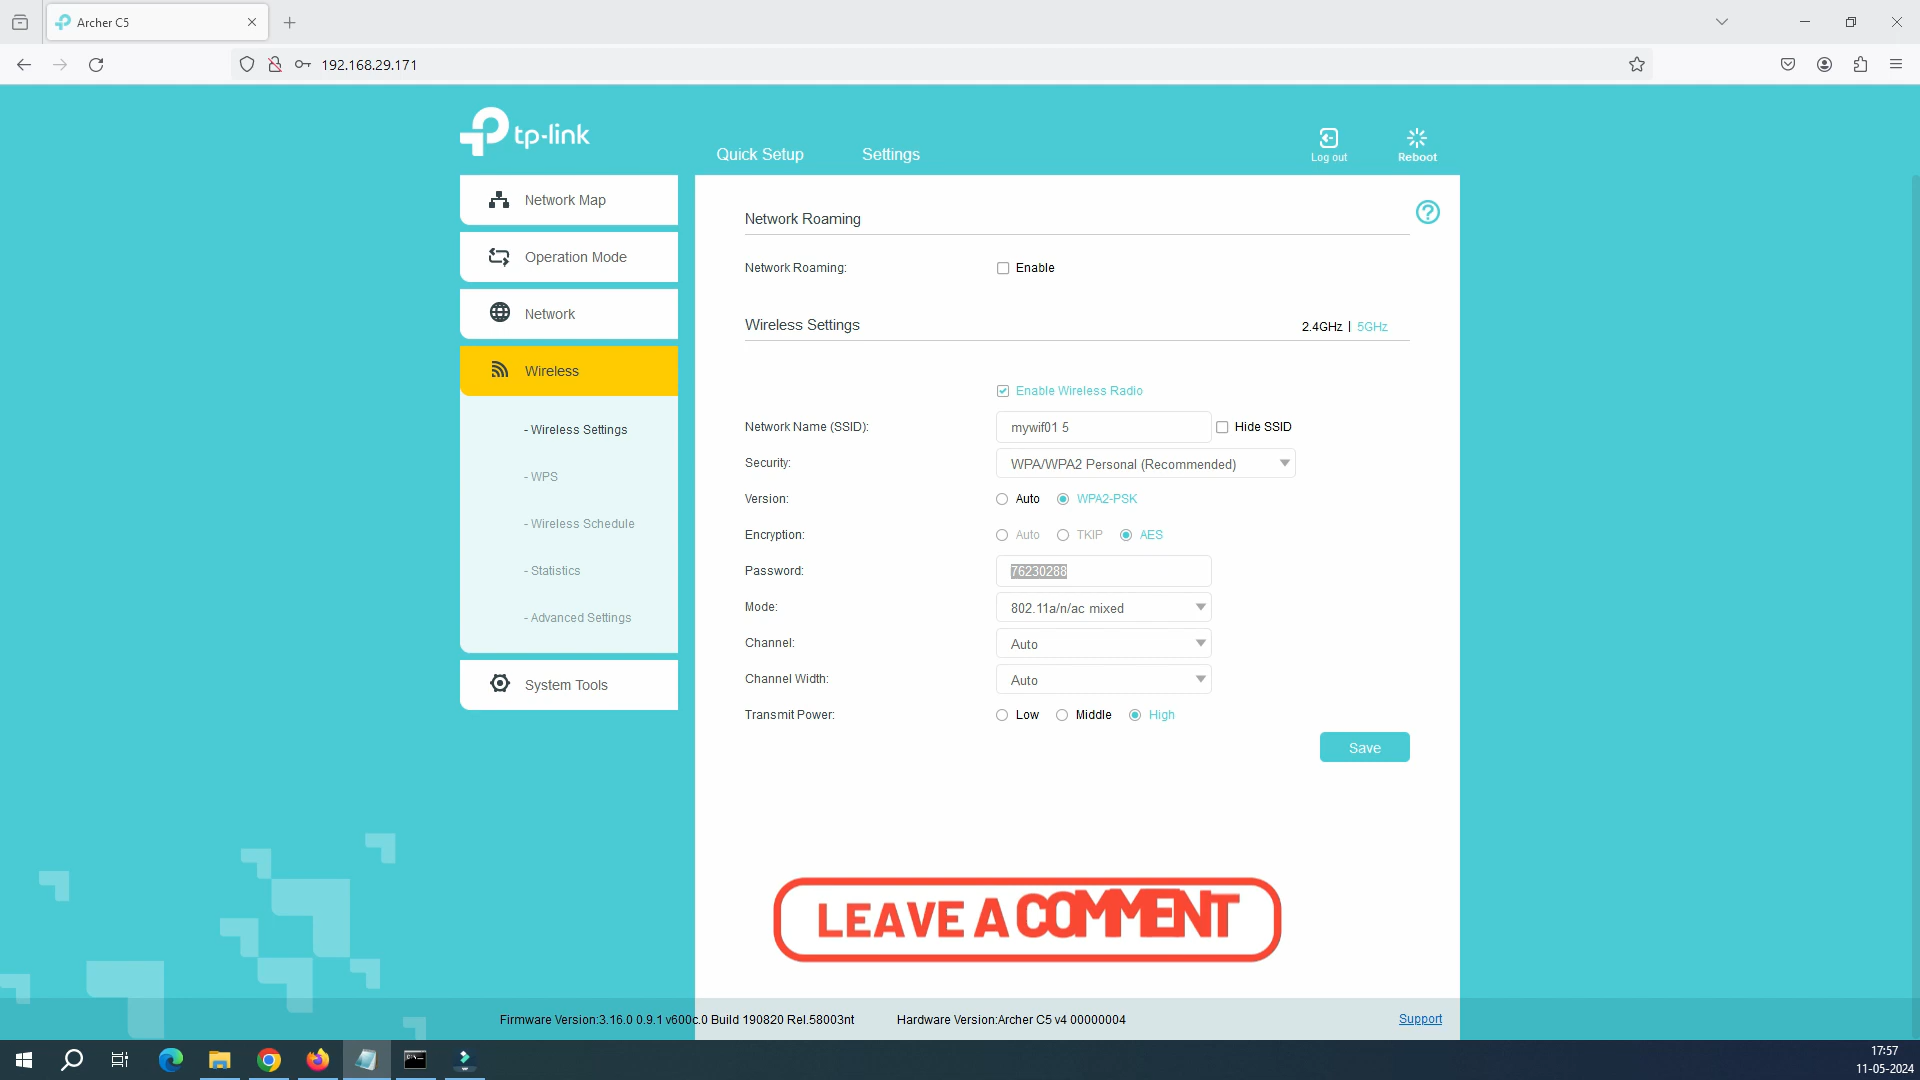 Archer C5
192.168.29.171
tp-link
Quick Setup
Settings
Log out
Reboot
Network Map
Operation Mode
Network
Wireless
- Wireless Settings
- WPS
- Wireless Schedule
- Statistics
- Advanced Settings
System Tools
Network Roaming
Network Roaming: Enable
Wireless Settings 2.4GHz | 5GHz
Enable Wireless Radio
Network Name (SSID): mywif01 5 Hide SSID
Security: WPA/WPA2 Personal (Recommended)
Version: Auto WPA2-PSK
Encryption: Auto TKIP AES
Password: 76230288
Mode: 802.11a/n/ac mixed
Channel: Auto
Channel Width: Auto
Transmit Power: Low Middle High
Save
LEAVE A COMMENT
Firmware Version:3.16.0 0.9.1 v600c.0 Build 190820 Rel.58003nt Hardware Version:Archer C5 v4 00000004 Support
17:57
11-05-2024